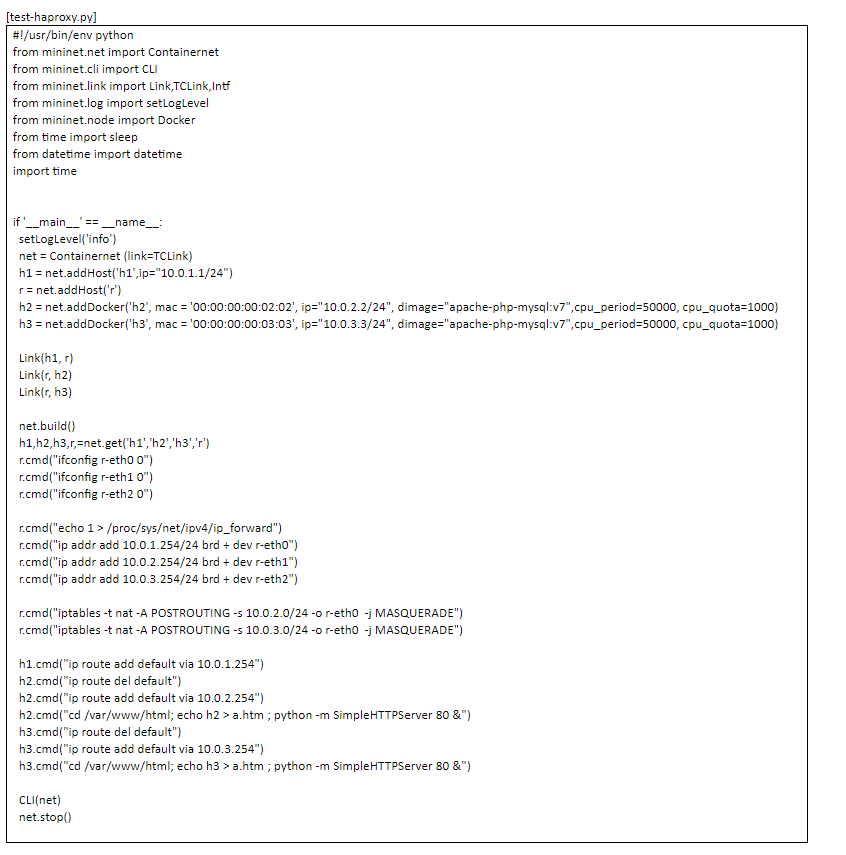 [test-haproxy.py]
#!/usr/bin/env python
from mininet.net import Containernet
from mininet.cli import CLI
from mininet.link import Link,TCLink,Intf
from mininet.log import setLogLevel
from mininet.node import Docker
from time import sleep
from datetime import datetime
import time
if '__main__' == __name__:
setLogLevel('info')
net = Containernet (link=TCLink)
h1 = net.addHost('h1',ip="10.0.1.1/24")
r = net.addHost('r')
h2 = net.addDocker('h2', mac = '00:00:00:00:02:02', ip="10.0.2.2/24", dimage="apache-php-mysql:v7",cpu_period=50000, cpu_quota=1000)
h3 = net.addDocker('h3', mac = '00:00:00:00:03:03', ip="10.0.3.3/24", dimage="apache-php-mysql:v7",cpu_period=50000, cpu_quota=1000)
Link(h1, r)
Link(r, h2)
Link(r, h3)
net.build()
h1,h2,h3,r,=net.get('h1','h2','h3','r')
r.cmd("ifconfig r-eth0 0")
r.cmd("ifconfig r-eth1 0")
r.cmd("ifconfig r-eth2 0")
r.cmd("echo 1 > /proc/sys/net/ipv4/ip_forward")
r.cmd("ip addr add 10.0.1.254/24 brd + dev r-eth0")
r.cmd("ip addr add 10.0.2.254/24 brd + dev r-eth1")
r.cmd("ip addr add 10.0.3.254/24 brd + dev r-eth2")
r.cmd("iptables -t nat -A POSTROUTING -s 10.0.2.0/24 -o r-eth0  -j MASQUERADE")
r.cmd("iptables -t nat -A POSTROUTING -s 10.0.3.0/24 -o r-eth0  -j MASQUERADE")
h1.cmd("ip route add default via 10.0.1.254")
h2.cmd("ip route del default")
h2.cmd("ip route add default via 10.0.2.254")
h2.cmd("cd /var/www/html; echo h2 > a.htm ; python -m SimpleHTTPServer 80 &")
h3.cmd("ip route del default")
h3.cmd("ip route add default via 10.0.3.254")
h3.cmd("cd /var/www/html; echo h3 > a.htm ; python -m SimpleHTTPServer 80 &")
CLI(net)
net.stop()